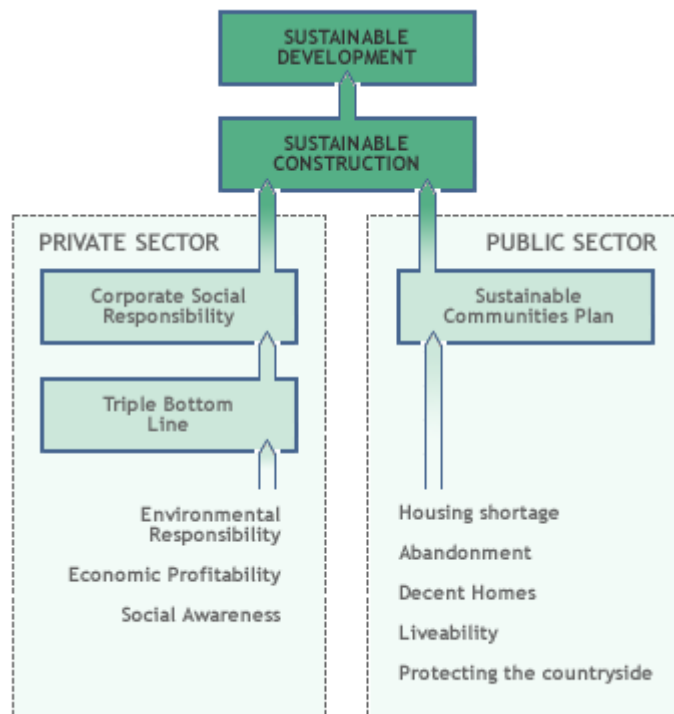 SUSTAINABLE
DEVELOPMENT
SUSTAINABLE
CONSTRUCTION
PRIVATE SECTOR
Corporate Social
Responsibility
Triple Bottom
Line
Environmental
Responsibility
Economic Profitability
Social Awareness
PUBLIC SECTOR
Sustainable
Communities Plan
Housing shortage
Abandonment
Decent Homes
Liveability
Protecting the countryside